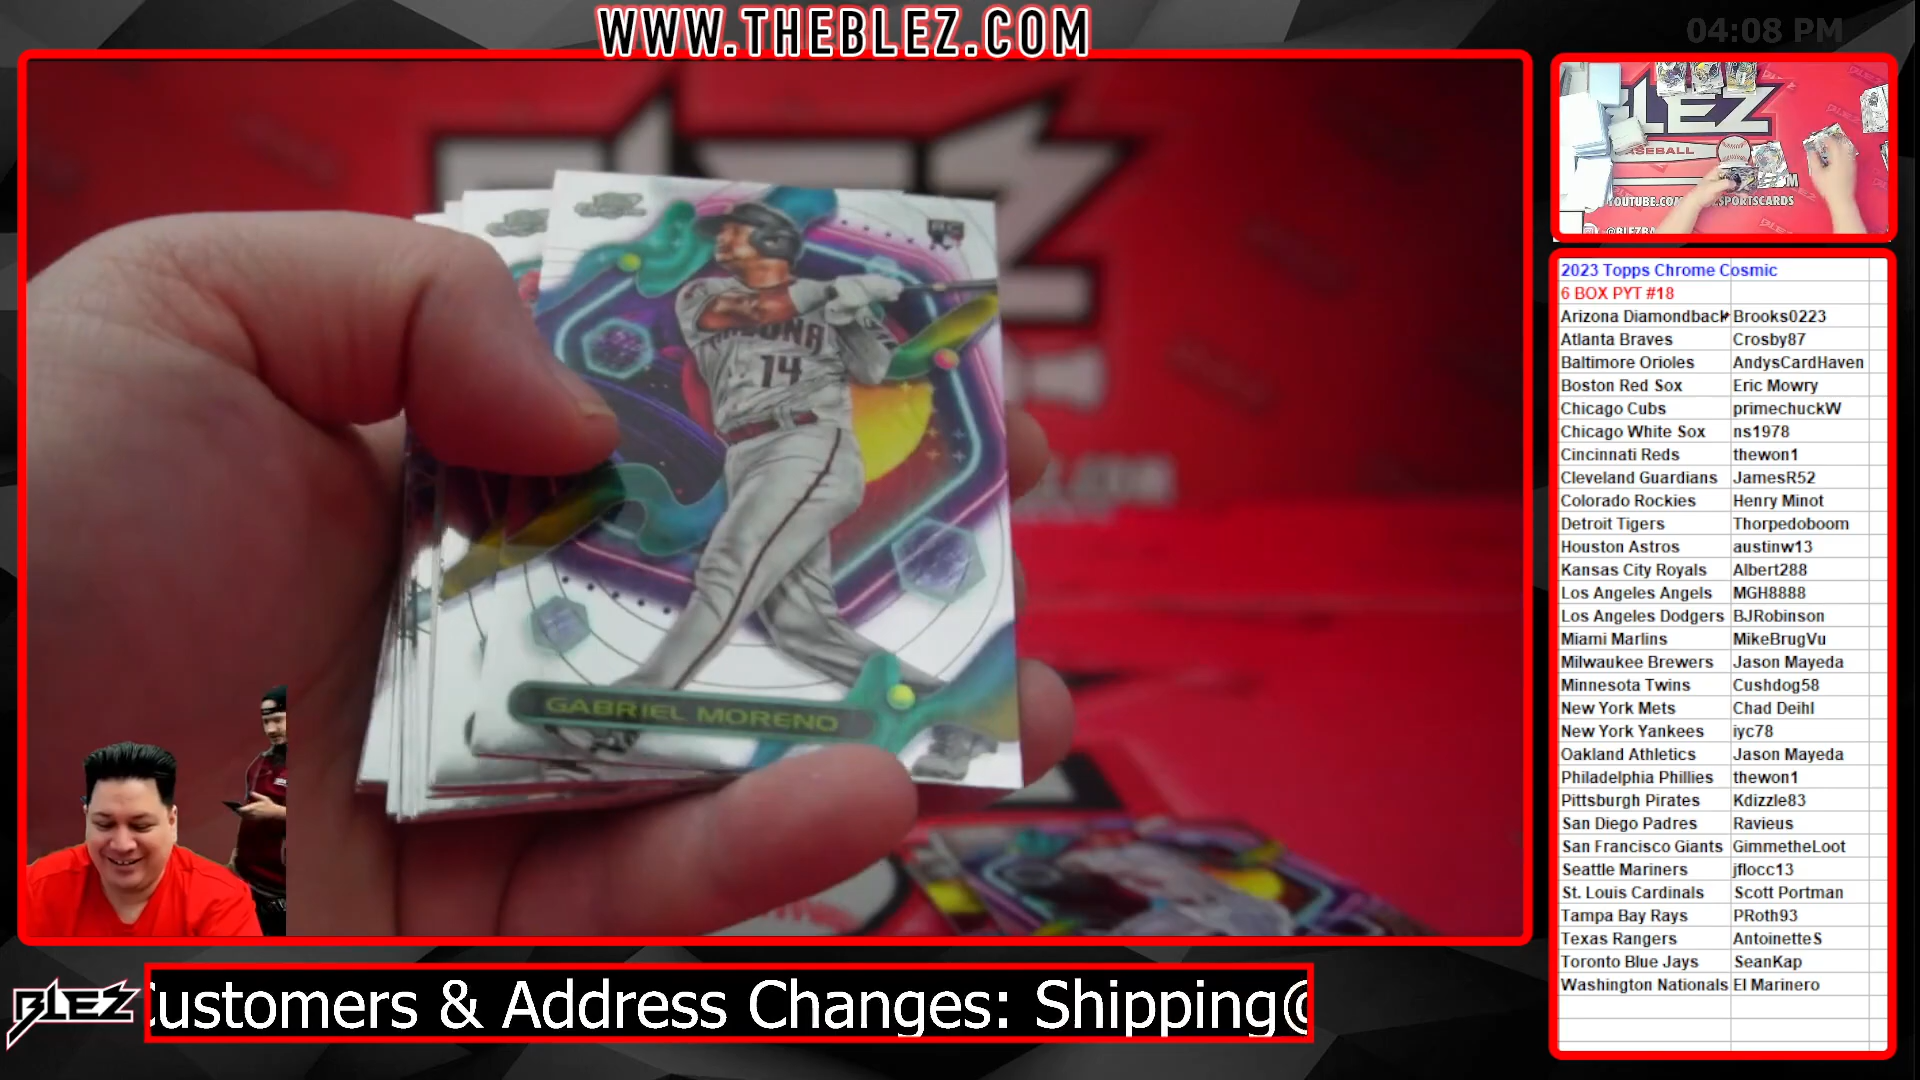 WWW.THEBLEZ.COM
04:08 PM
ARIZONA
14
GABRIEL MORENO
BLEZ
BASEBALL
2023 Topps Chrome Cosmic
6 BOX PYT #18
Arizona Diamondback Brooks0223
Atlanta Braves Crosby87
Baltimore Orioles AndysCardHaven
Boston Red Sox Eric Mowry
Chicago Cubs primechuckW
Chicago White Sox ns1978
Cincinnati Reds thewon1
Cleveland Guardians JamesR52
Colorado Rockies Henry Minot
Detroit Tigers Thorpedoboom
Houston Astros austinw13
Kansas City Royals Albert288
Los Angeles Angels MGH8888
Los Angeles Dodgers BJRobinson
Miami Marlins MikeBrugVu
Milwaukee Brewers Jason Mayeda
Minnesota Twins Cushdog58
New York Mets Chad Deihl
New York Yankees iyc78
Oakland Athletics Jason Mayeda
Philadelphia Phillies thewon1
Pittsburgh Pirates Kdizzle83
San Diego Padres Ravieus
San Francisco Giants GimmetheLoot
Seattle Mariners jflocc13
St. Louis Cardinals Scott Portman
Tampa Bay Rays PRoth93
Texas Rangers AntoinetteS
Toronto Blue Jays SeanKap
Washington Nationals El Marinero
BLEZ
Customers & Address Changes: Shipping@